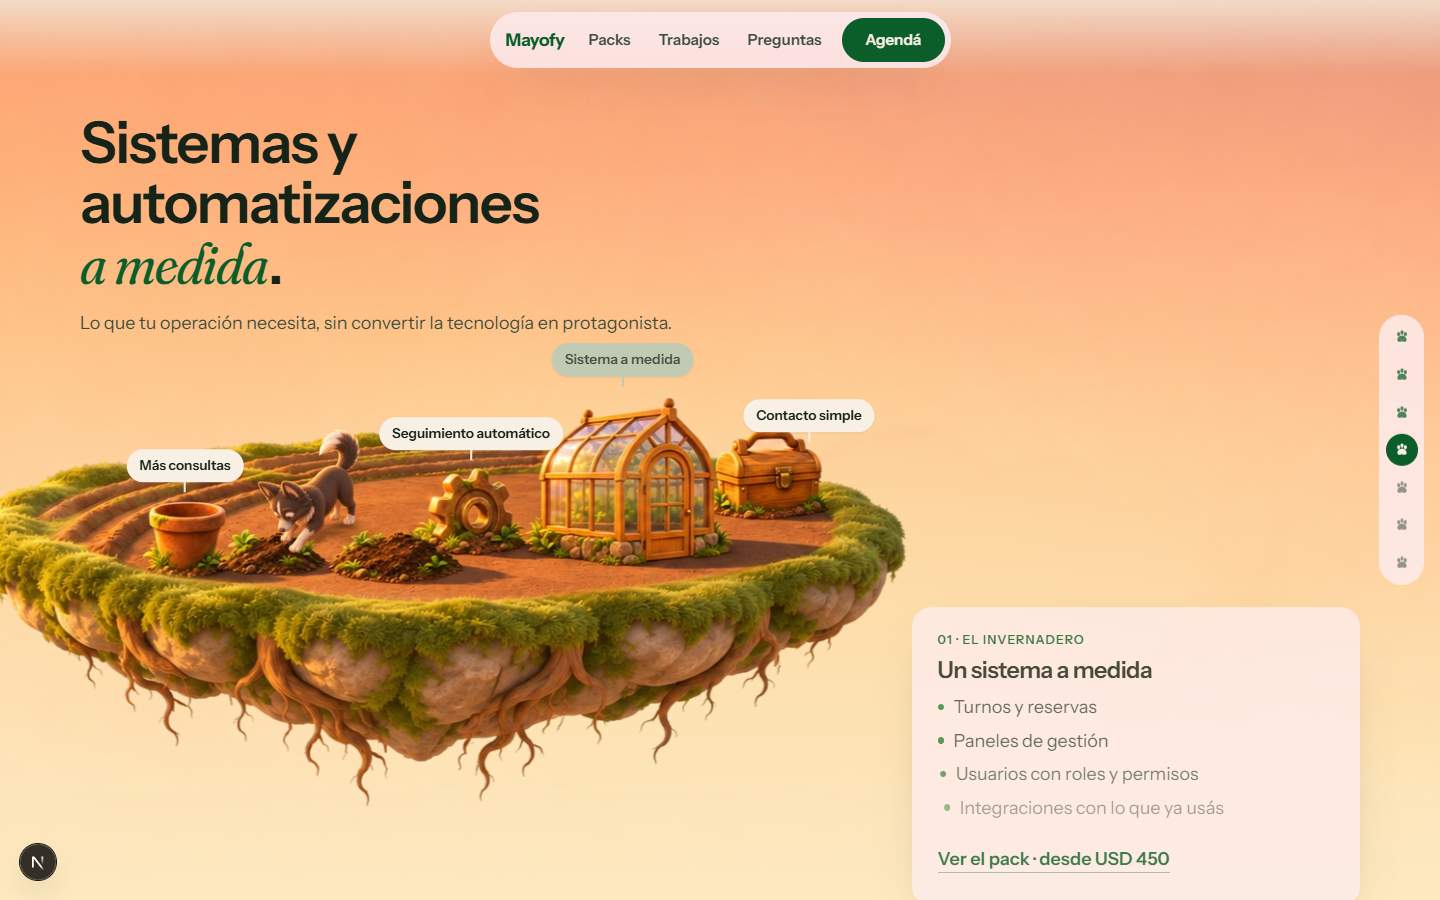 Mayofy
Packs
Trabajos
Preguntas
Agendá
Sistemas y
automatizaciones
a medida.
Lo que tu operación necesita, sin convertir la tecnología en protagonista.
Sistema a medida
Contacto simple
Seguimiento automático
Más consultas
01 · EL INVERNADERO
Un sistema a medida
Turnos y reservas
Paneles de gestión
Usuarios con roles y permisos
Integraciones con lo que ya usás
Ver el pack · desde USD 450
N